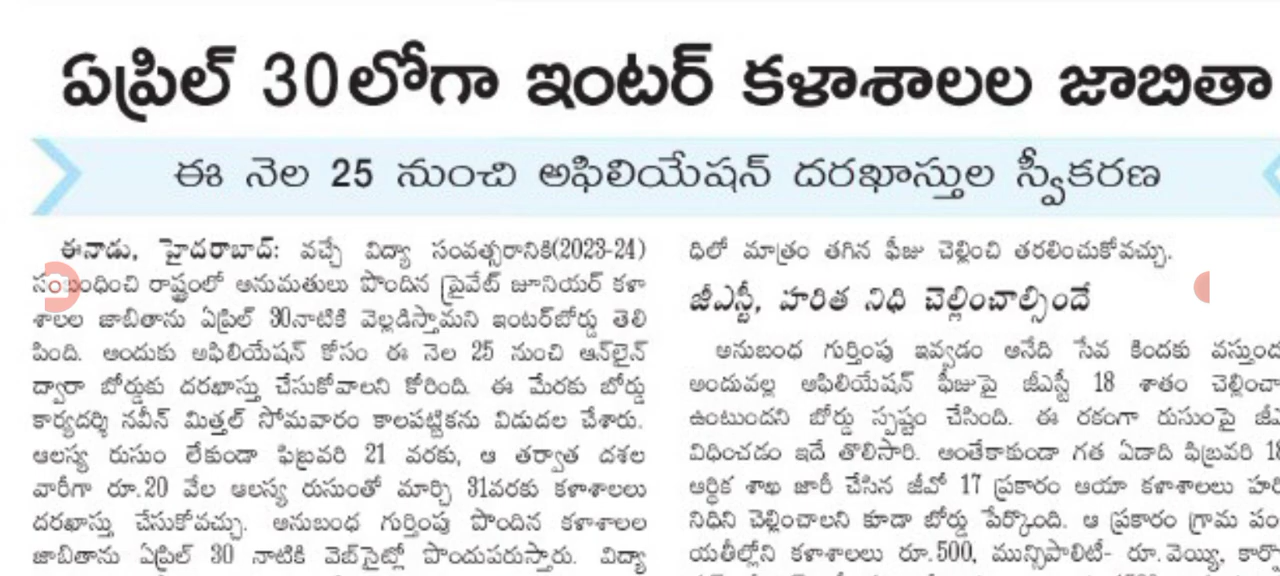 ఏప్రిల్ 30లోగా ఇంటర్ కళాశాలల జాబితా
ఈ నెల 25 నుంచి అఫిలియేషన్ దరఖాస్తుల స్వీకరణ
ఈనాడు, హైదరాబాద్: వచ్చే విద్యా సంవత్సరానికి(2023-24)
సంబంధించి రాష్ట్రంలో అనుమతులు పొందిన ప్రైవేట్ జూనియర్ కళా
శాలల జాబితాను ఏప్రిల్ 30నాటికి వెల్లడిస్తామని ఇంటర్‌బోర్డు తెలి
పింది. అందుకు అఫిలియేషన్ కోసం ఈ నెల 25 నుంచి ఆన్‌లైన్
ద్వారా బోర్డుకు దరఖాస్తు చేసుకోవాలని కోరింది. ఈ మేరకు బోర్డు
కార్యదర్శి నవీన్ మిత్తల్ సోమవారం కాలపట్టికను విడుదల చేశారు.
ఆలస్య రుసుం లేకుండా ఫిబ్రవరి 21 వరకు, ఆ తర్వాత దశల
వారీగా రూ.20 వేల ఆలస్య రుసుంతో మార్చి 31వరకు కళాశాలలు
దరఖాస్తు చేసుకోవచ్చు. అనుబంధ గుర్తింపు పొందిన కళాశాలల
జాబితాను ఏప్రిల్ 30 నాటికి వెబ్‌సైట్లో పొందుపరుస్తారు. విద్యా
ధిలో మాత్రం తగిన ఫీజు చెల్లించి తరలించుకోవచ్చు.
జీఎస్టీ, హరిత నిధి చెల్లించాల్సిందే
అనుబంధ గుర్తింపు ఇవ్వడం అనేది సేవ కిందకు వస్తుంద
అందువల్ల అఫిలియేషన్ ఫీజుపై జీఎస్టీ 18 శాతం చెల్లించా
ఉంటుందని బోర్డు స్పష్టం చేసింది. ఈ రకంగా రుసుంపై జీఎ
విధించడం ఇదే తొలిసారి. అంతేకాకుండా గత ఏడాది ఫిబ్రవరి 18
ఆర్థిక శాఖ జారీ చేసిన జీవో 17 ప్రకారం ఆయా కళాశాలలు హరి
నిధిని చెల్లించాలని కూడా బోర్డు పేర్కొంది. ఆ ప్రకారం గ్రామ పం
యతీల్లోని కళాశాలలు రూ.500, మున్సిపాలిటీ- రూ.వెయ్యి, కార్పొ